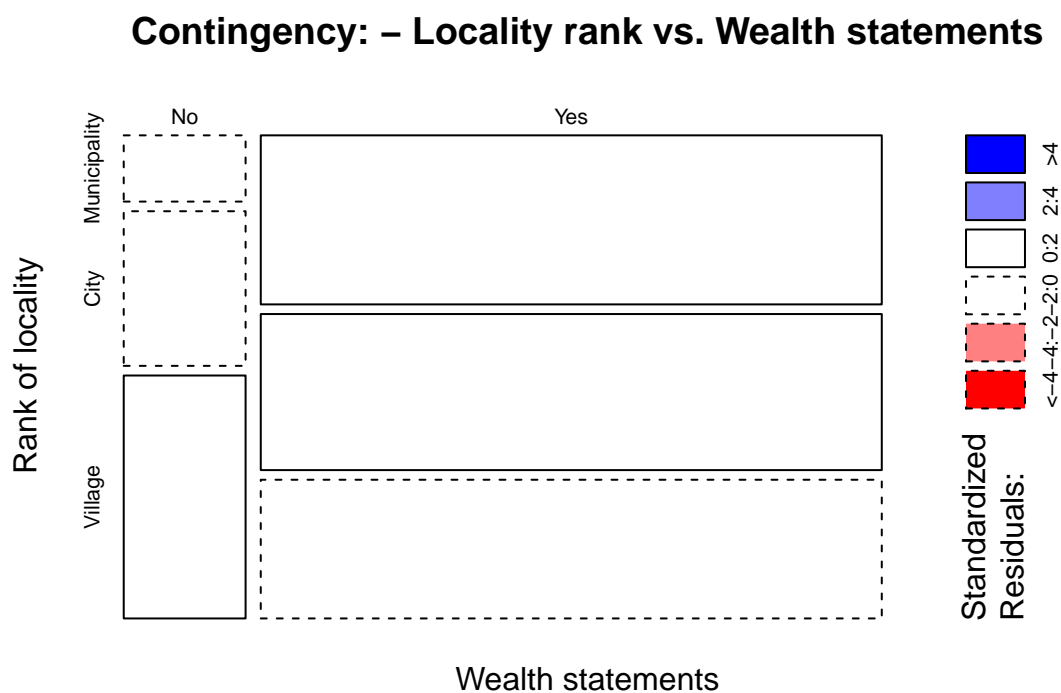 Contingency: – Locality rank vs. Wealth statements
No
Yes
Municipality
City
Village
Rank of locality
Wealth statements
Standardized
Residuals:
<-4
-4:-2
-2:0
0:2
2:4
>4